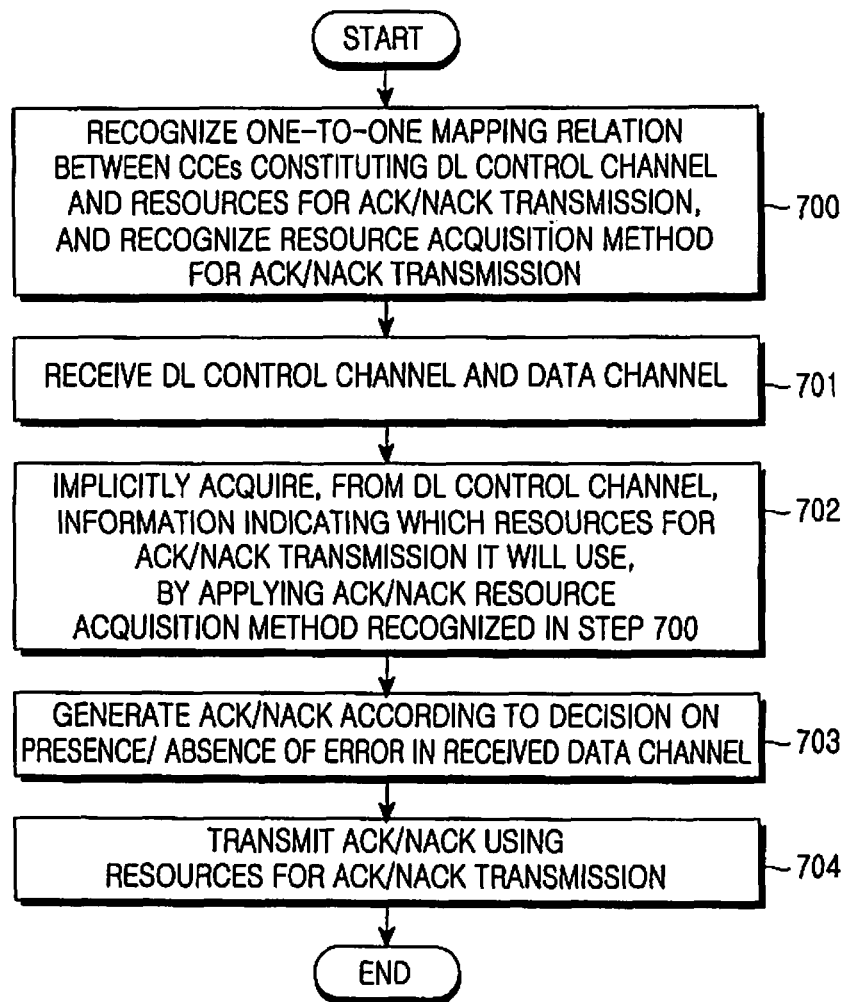 START
RECOGNIZE ONE-TO-ONE MAPPING RELATION
BETWEEN CCEs CONSTITUTING DL CONTROL CHANNEL
AND RESOURCES FOR ACK/NACK TRANSMISSION,
AND RECOGNIZE RESOURCE ACQUISITION METHOD
FOR ACK/NACK TRANSMISSION
700
RECEIVE DL CONTROL CHANNEL AND DATA CHANNEL
701
IMPLICITLY ACQUIRE, FROM DL CONTROL CHANNEL,
INFORMATION INDICATING WHICH RESOURCES FOR
ACK/NACK TRANSMISSION IT WILL USE,
BY APPLYING ACK/NACK RESOURCE
ACQUISITION METHOD RECOGNIZED IN STEP 700
702
GENERATE ACK/NACK ACCORDING TO DECISION ON
PRESENCE/ ABSENCE OF ERROR IN RECEIVED DATA CHANNEL
703
TRANSMIT ACK/NACK USING
RESOURCES FOR ACK/NACK TRANSMISSION
704
END